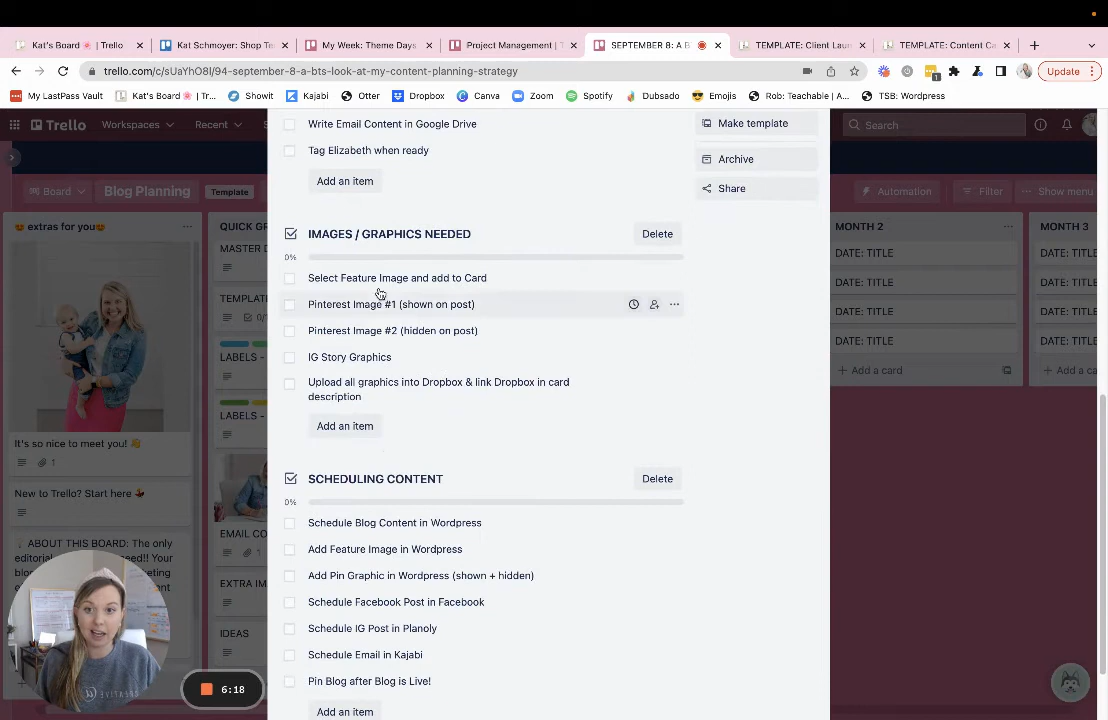 Kat's Board 🌸 | Trello
Kat Schmoyer: Shop Te
My Week: Theme Days
Project Management | T
SEPTEMBER 8: A B
TEMPLATE: Client Laun
TEMPLATE: Content Ca
trello.com/c/sUaYhO8l/94-september-8-a-bts-look-at-my-content-planning-strategy
Update
My LastPass Vault
Kat's Board 🌸 | Tr...
Showit
Kajabi
Otter
Dropbox
Canva
Zoom
Spotify
Dubsado
Emojis
Rob: Teachable | A...
TSB: Wordpress
Trello
Workspaces
Recent
Search
Board
Blog Planning
Template
Automation
Filter
Show menu
😍 extras for you 😍
It's so nice to meet you! 👋
1
New to Trello? Start here 💃
💡 ABOUT THIS BOARD: The only
QUICK GR
MASTER D
TEMPLAT
0/
LABELS -
LABELS -
EMAIL CO
1
EXTRA IM
IDEAS
Write Email Content in Google Drive
Tag Elizabeth when ready
Add an item
IMAGES / GRAPHICS NEEDED
Delete
0%
Select Feature Image and add to Card
Pinterest Image #1 (shown on post)
Pinterest Image #2 (hidden on post)
IG Story Graphics
Upload all graphics into Dropbox & link Dropbox in card
description
Add an item
SCHEDULING CONTENT
Delete
0%
Schedule Blog Content in Wordpress
Add Feature Image in Wordpress
Add Pin Graphic in Wordpress (shown + hidden)
Schedule Facebook Post in Facebook
Schedule IG Post in Planoly
Schedule Email in Kajabi
Pin Blog after Blog is Live!
Add an item
Make template
Archive
Share
MONTH 2
DATE: TITLE
DATE: TITLE
DATE: TITLE
DATE: TITLE
Add a card
MONTH 3
DATE: TITL
DATE: TITL
DATE: TITL
DATE: TITL
Add a ca
6:18